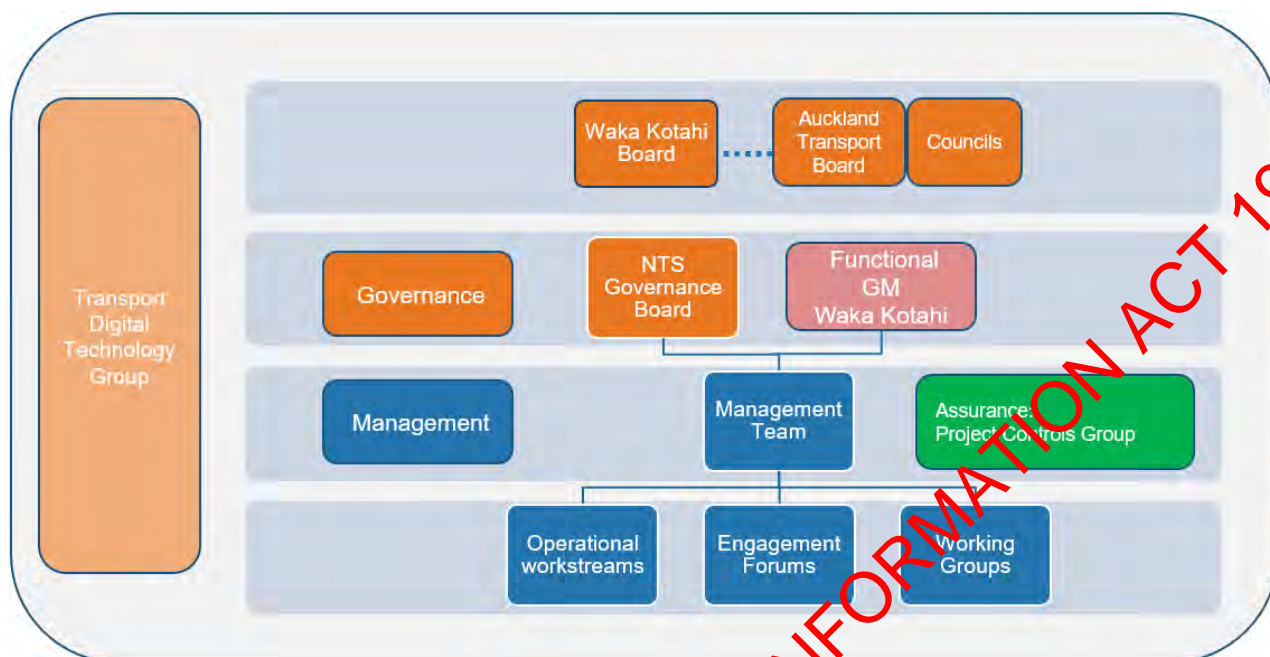 Transport
Digital
Technology
Group
Waka Kotahi
Board
Auckland
Transport
Board
Councils
Governance
NTS
Governance
Board
Functional
GM
Waka Kotahi
Management
Management
Team
Assurance:
Project Controls Group
Operational
workstreams
Engagement
Forums
Working
Groups
INFORMATION ACT 19